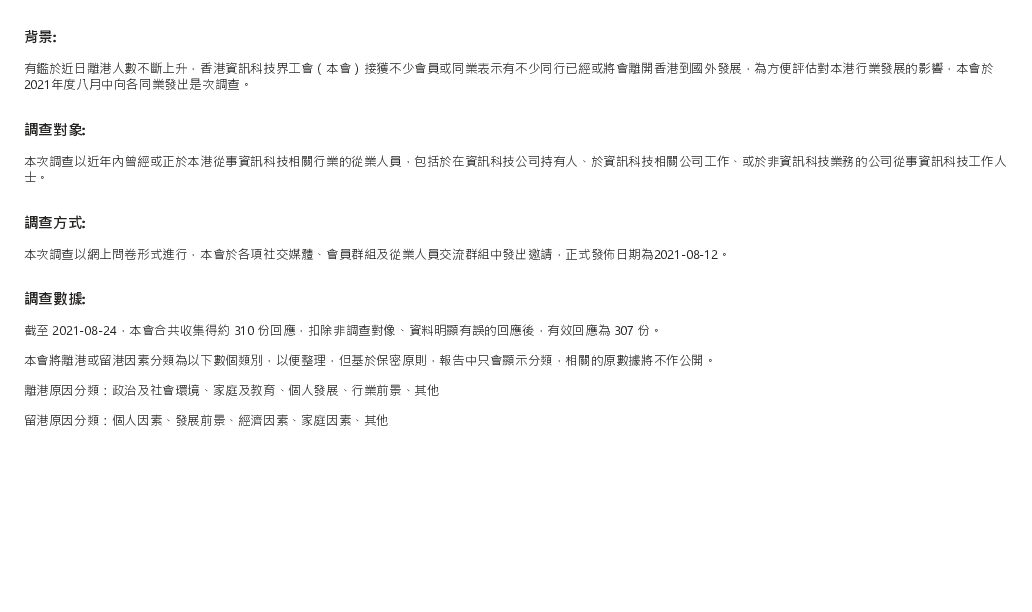 背景:
有鑑於近日離港人數不斷上升，香港資訊科技界工會（本會）接獲不少會員或同業表示有不少同行已經或將會離開香港到國外發展，為方便評估對本港行業發展的影響，本會於
2021年度八月中向各同業發出是次調查。
調查對象:
本次調查以近年內曾經或正於本港從事資訊科技相關行業的從業人員，包括於在資訊科技公司持有人、於資訊科技相關公司工作、或於非資訊科技業務的公司從事資訊科技工作人
士。
調查方式:
本次調查以網上問卷形式進行，本會於各項社交媒體、會員群組及從業人員交流群組中發出邀請，正式發佈日期為2021-08-12。
調查數據:
截至 2021-08-24，本會合共收集得約 310 份回應，扣除非調查對像、資料明顯有誤的回應後，有效回應為 307 份。
本會將離港或留港因素分類為以下數個類別，以便整理，但基於保密原則，報告中只會顯示分類，相關的原數據將不作公開。
離港原因分類：政治及社會環境、家庭及教育、個人發展、行業前景、其他
留港原因分類：個人因素、發展前景、經濟因素、家庭因素、其他